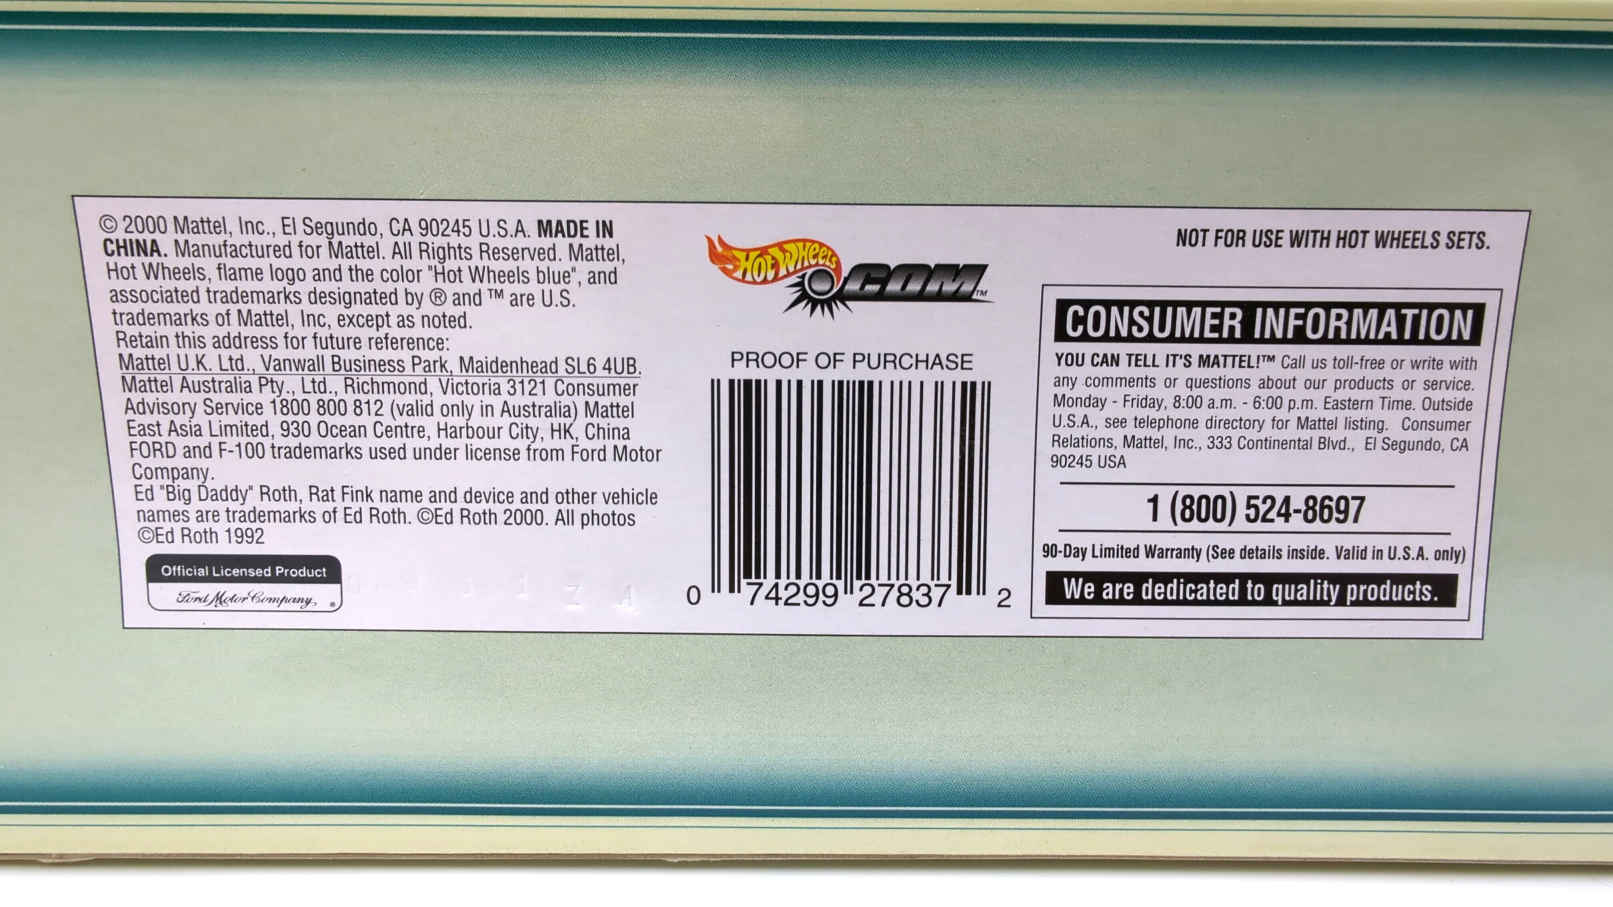 © 2000 Mattel, Inc., El Segundo, CA 90245 U.S.A. MADE IN
CHINA. Manufactured for Mattel. All Rights Reserved. Mattel,
Hot Wheels, flame logo and the color "Hot Wheels blue", and
associated trademarks designated by ® and ™ are U.S.
trademarks of Mattel, Inc, except as noted.
Retain this address for future reference:
Mattel U.K. Ltd., Vanwall Business Park, Maidenhead SL6 4UB.
Mattel Australia Pty., Ltd., Richmond, Victoria 3121 Consumer
Advisory Service 1800 800 812 (valid only in Australia) Mattel
East Asia Limited, 930 Ocean Centre, Harbour City, HK, China
FORD and F-100 trademarks used under license from Ford Motor
Company.
Ed "Big Daddy" Roth, Rat Fink name and device and other vehicle
names are trademarks of Ed Roth. ©Ed Roth 2000. All photos
©Ed Roth 1992
Official Licensed Product
Ford Motor Company ®
Hot Wheels .COM™
PROOF OF PURCHASE
0 74299 27837 2
NOT FOR USE WITH HOT WHEELS SETS.
CONSUMER INFORMATION
YOU CAN TELL IT'S MATTEL!™ Call us toll-free or write with
any comments or questions about our products or service.
Monday - Friday, 8:00 a.m. - 6:00 p.m. Eastern Time. Outside
U.S.A., see telephone directory for Mattel listing. Consumer
Relations, Mattel, Inc., 333 Continental Blvd., El Segundo, CA
90245 USA
1 (800) 524-8697
90-Day Limited Warranty (See details inside. Valid in U.S.A. only)
We are dedicated to quality products.